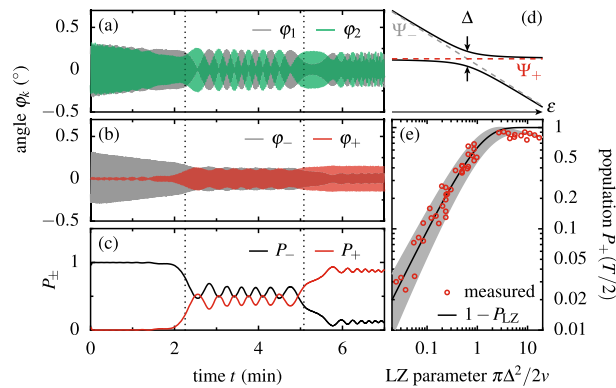 (a) φ1 φ2
0.5
0
−0.5
angle φk (°)
(b) φ− φ+
0
−0.5
(c) P− P+
1
0.5
0
P±
0 2 4 6
time t (min)
Δ (d)
Ψ−
Ψ+
ε
(e)
1
0.5
0.2
0.1
0.05
0.02
0.01
population P+(T/2)
measured
1−PLZ
0.1 1 10
LZ parameter πΔ²/2v